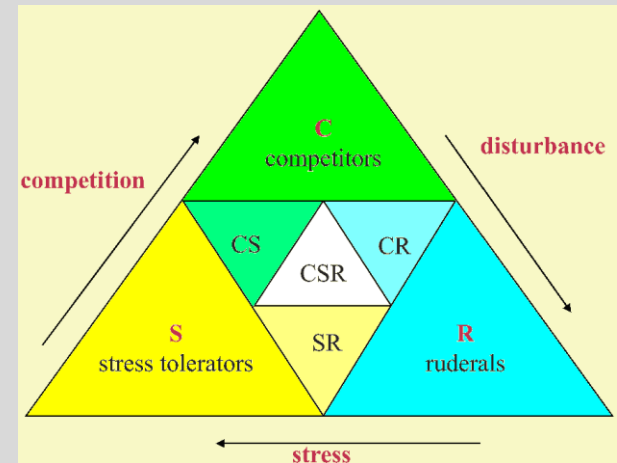 C
competitors
disturbance
competition
CS
CR
CSR
S
stress tolerators
SR
R
ruderals
stress